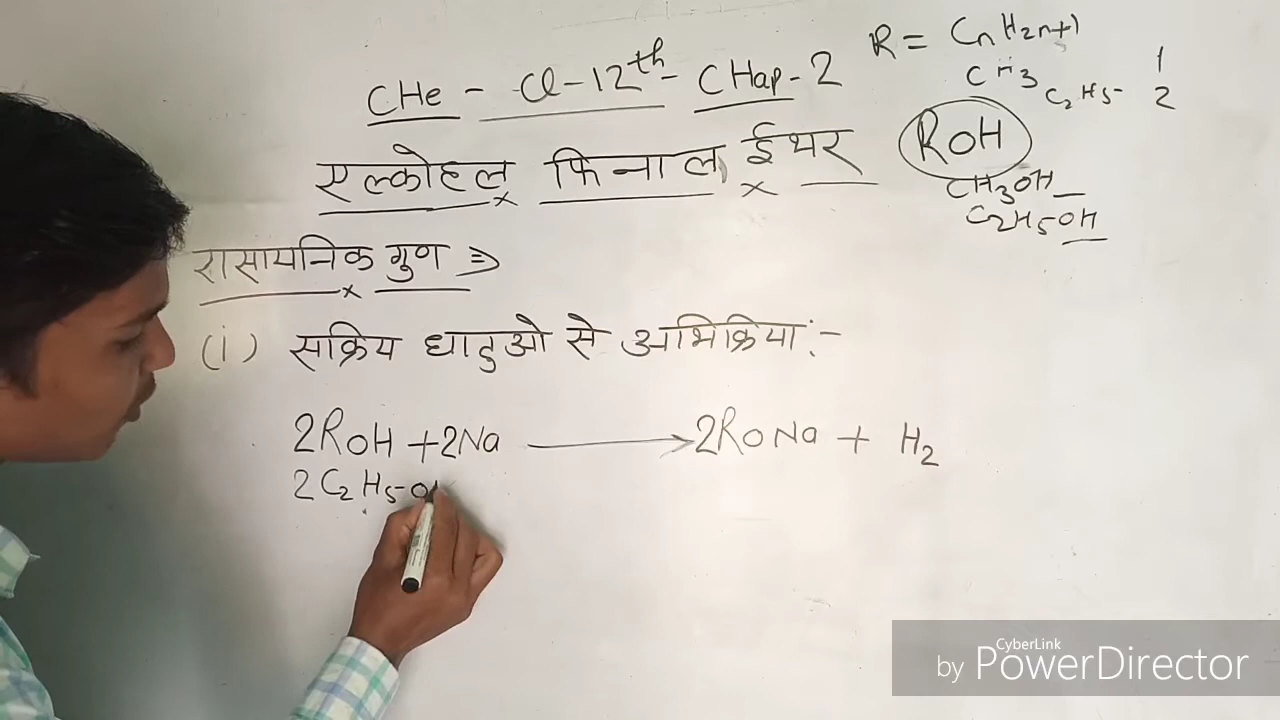 CHe - Cl-12th- CHap-2
R = CnH2n+1
CH3
C2H5-
1
2
एल्कोहल, फिनाल, ईथर
ROH
CH3OH
C2H5OH
रासायनिक गुण ⇒
(i) सक्रिय धातुओ से अभिक्रिया:-
2ROH +2Na ⟶ 2RONa + H2
2C2H5-O
CyberLink
by PowerDirector